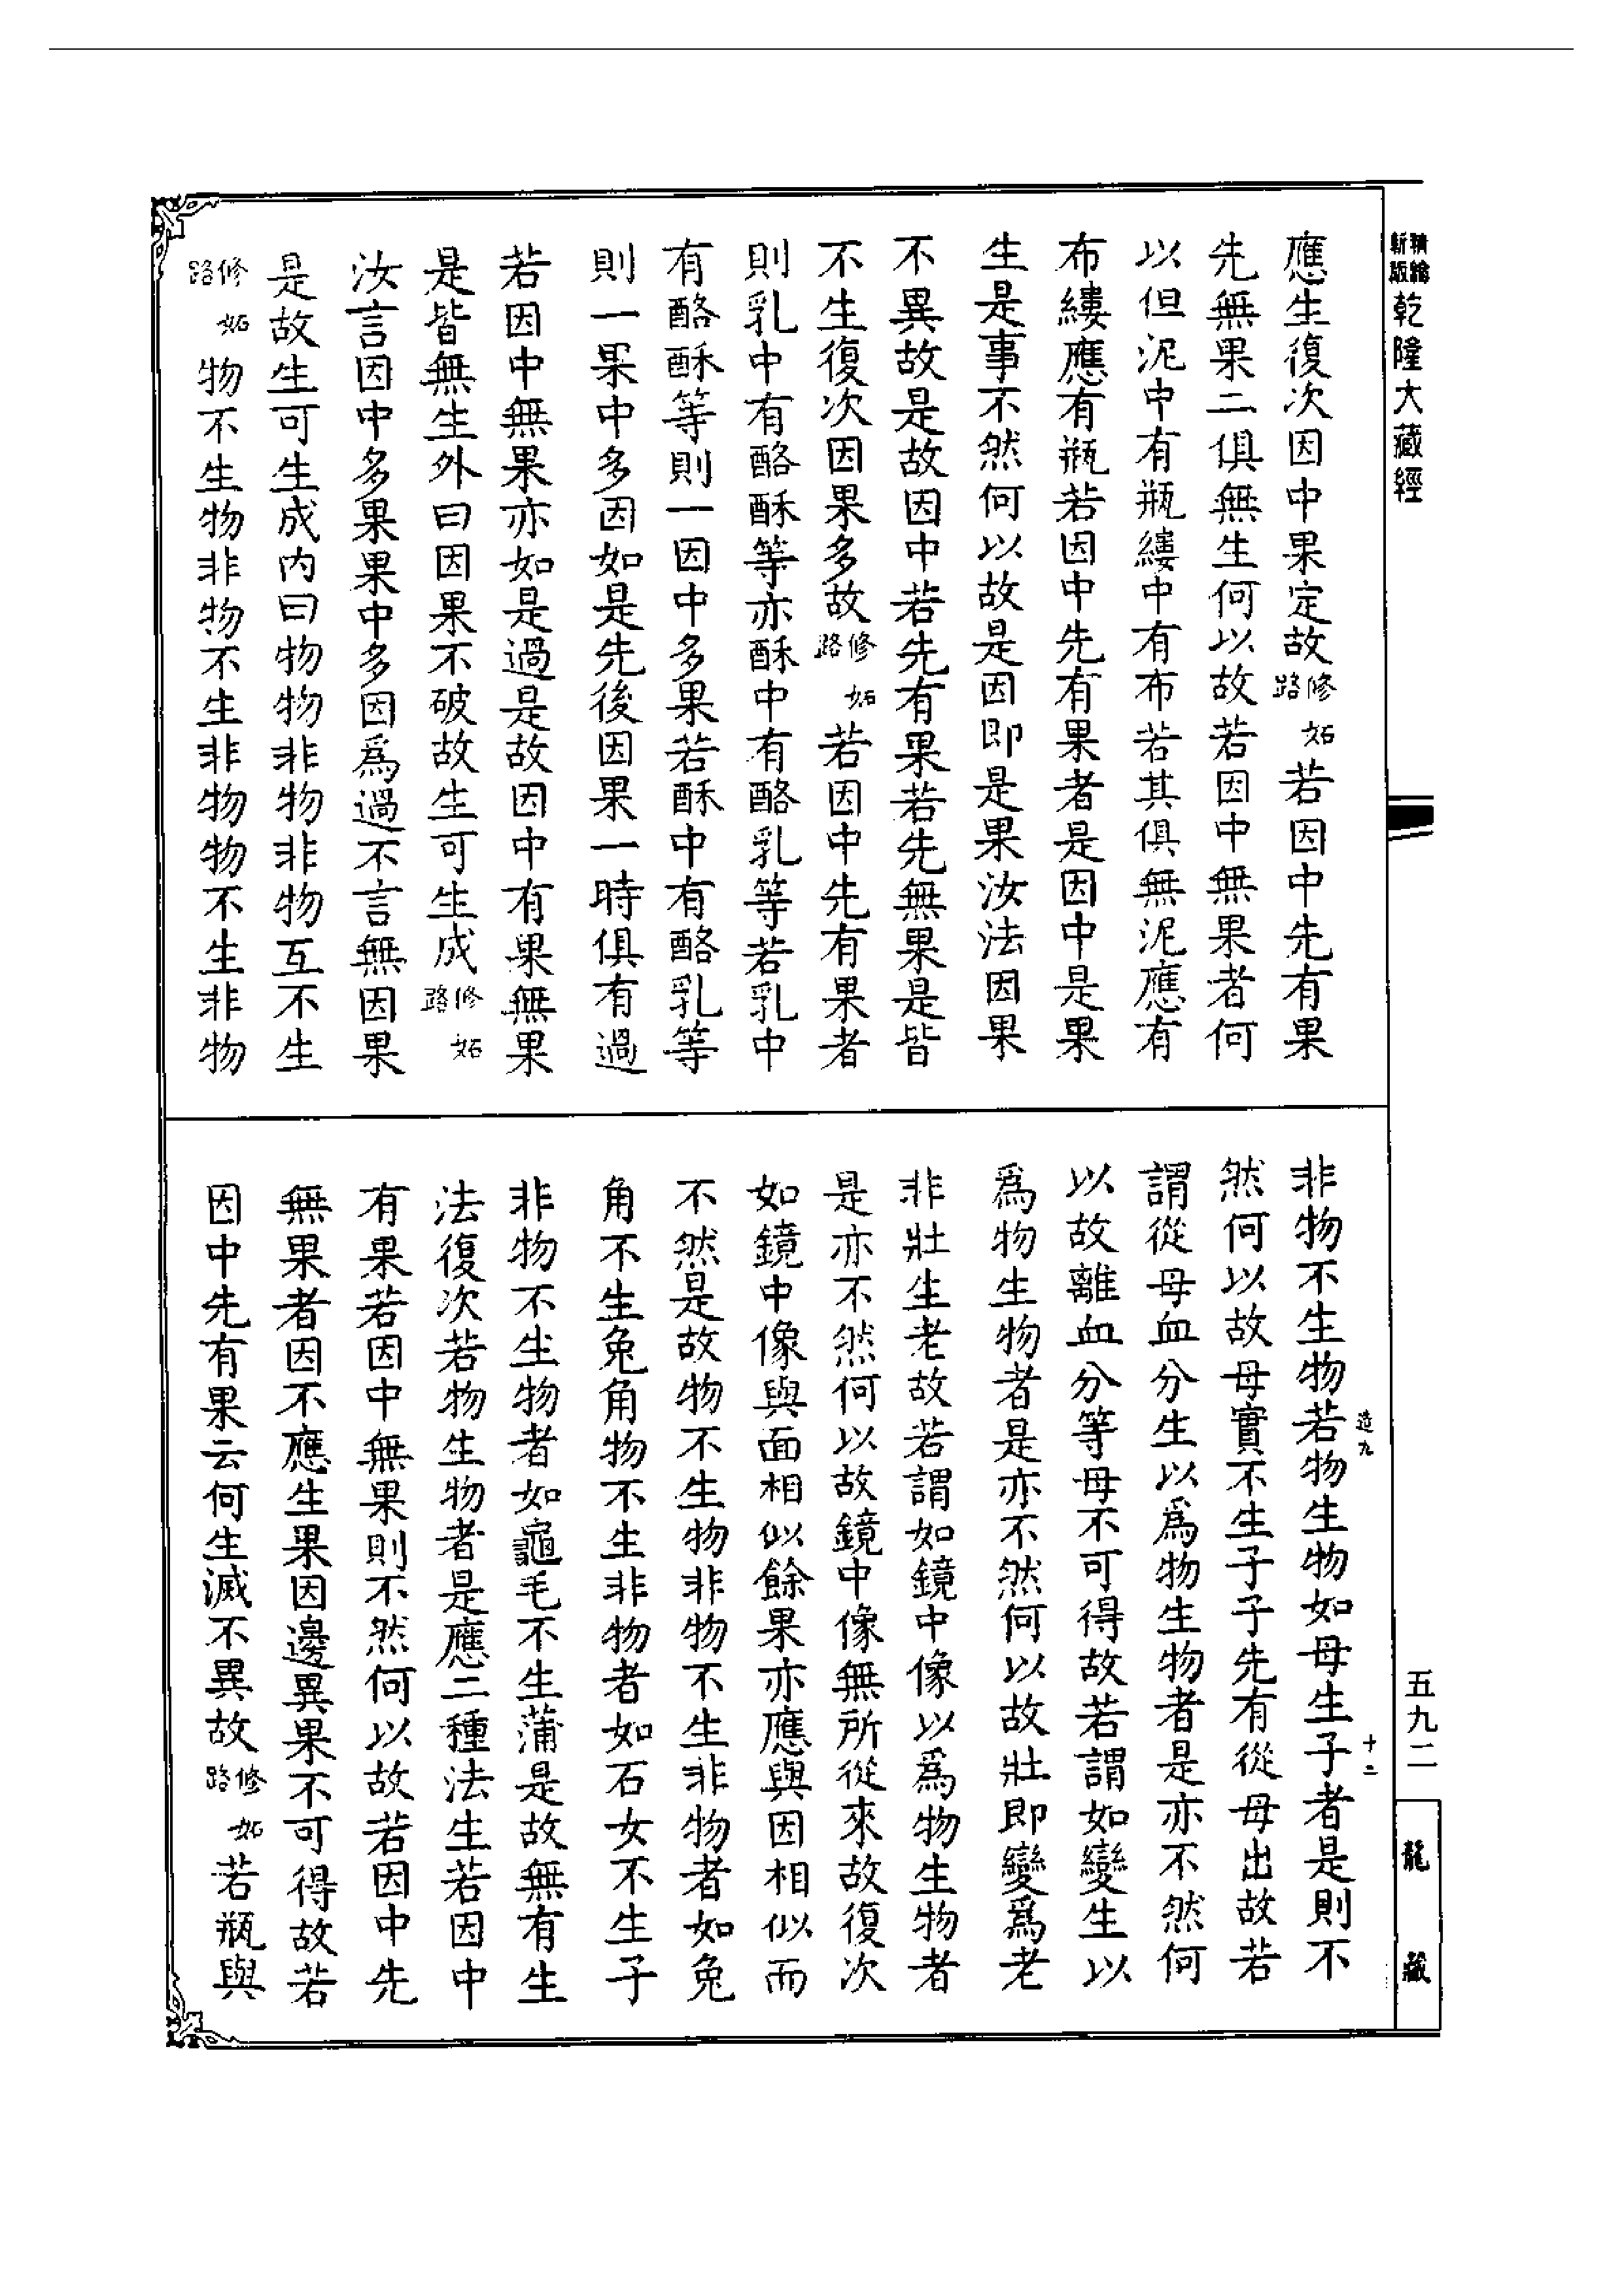 新版精繪乾隆大藏經
應生復次因中果定故修妬路若因中先有果
先無果二俱無生何以故若因中無果者何
以但泥中有瓶縷中有布若其俱無泥應有
布縷應有瓶若因中先有果者是因中是果
生是事不然何以故是因即是果汝法因果
不異故是故因中若先有果若先無果是皆
不生復次因果多故修妬路若因中先有果者
則乳中有酪酥等亦酥中有酪乳等若乳中
有酪酥等則一因中多果若酥中有酪乳等
則一果中多因如是先後因果一時俱有過
若因中無果亦如是過是故因中有果無果
是皆無生外曰因果不破故生可生成修妬路
汝言因中多果果中多因為過不言無因果
是故生可生成內曰物物非物非物互不生
修妬路物不生物非物不生非物物不生非物
非物不生物若物生物如母生子者是則不
然何以故母實不生子子先有從母出故若
謂從母血分生以為物生物者是亦不然何
以故離血分等母不可得故若謂如變生以
為物生物者是亦不然何以故壯即變為老
非壯生老故若謂如鏡中像以為物生物者
是亦不然何以故鏡中像無所從來故復次
如鏡中像與面相似餘果亦應與因相似而
不然是故物不生物非物不生非物者如兔
角不生兔角物不生非物者如石女不生子
非物不生物者如龜毛不生蒲是故無有生
法復次若物生物者是應二種法生若因中
有果若因中無果則不然何以故若因中先
無果者因不應生果因邊異果不可得故若
因中先有果云何生滅不異故修妬路若瓶與
造九
十二
五九二
龍藏